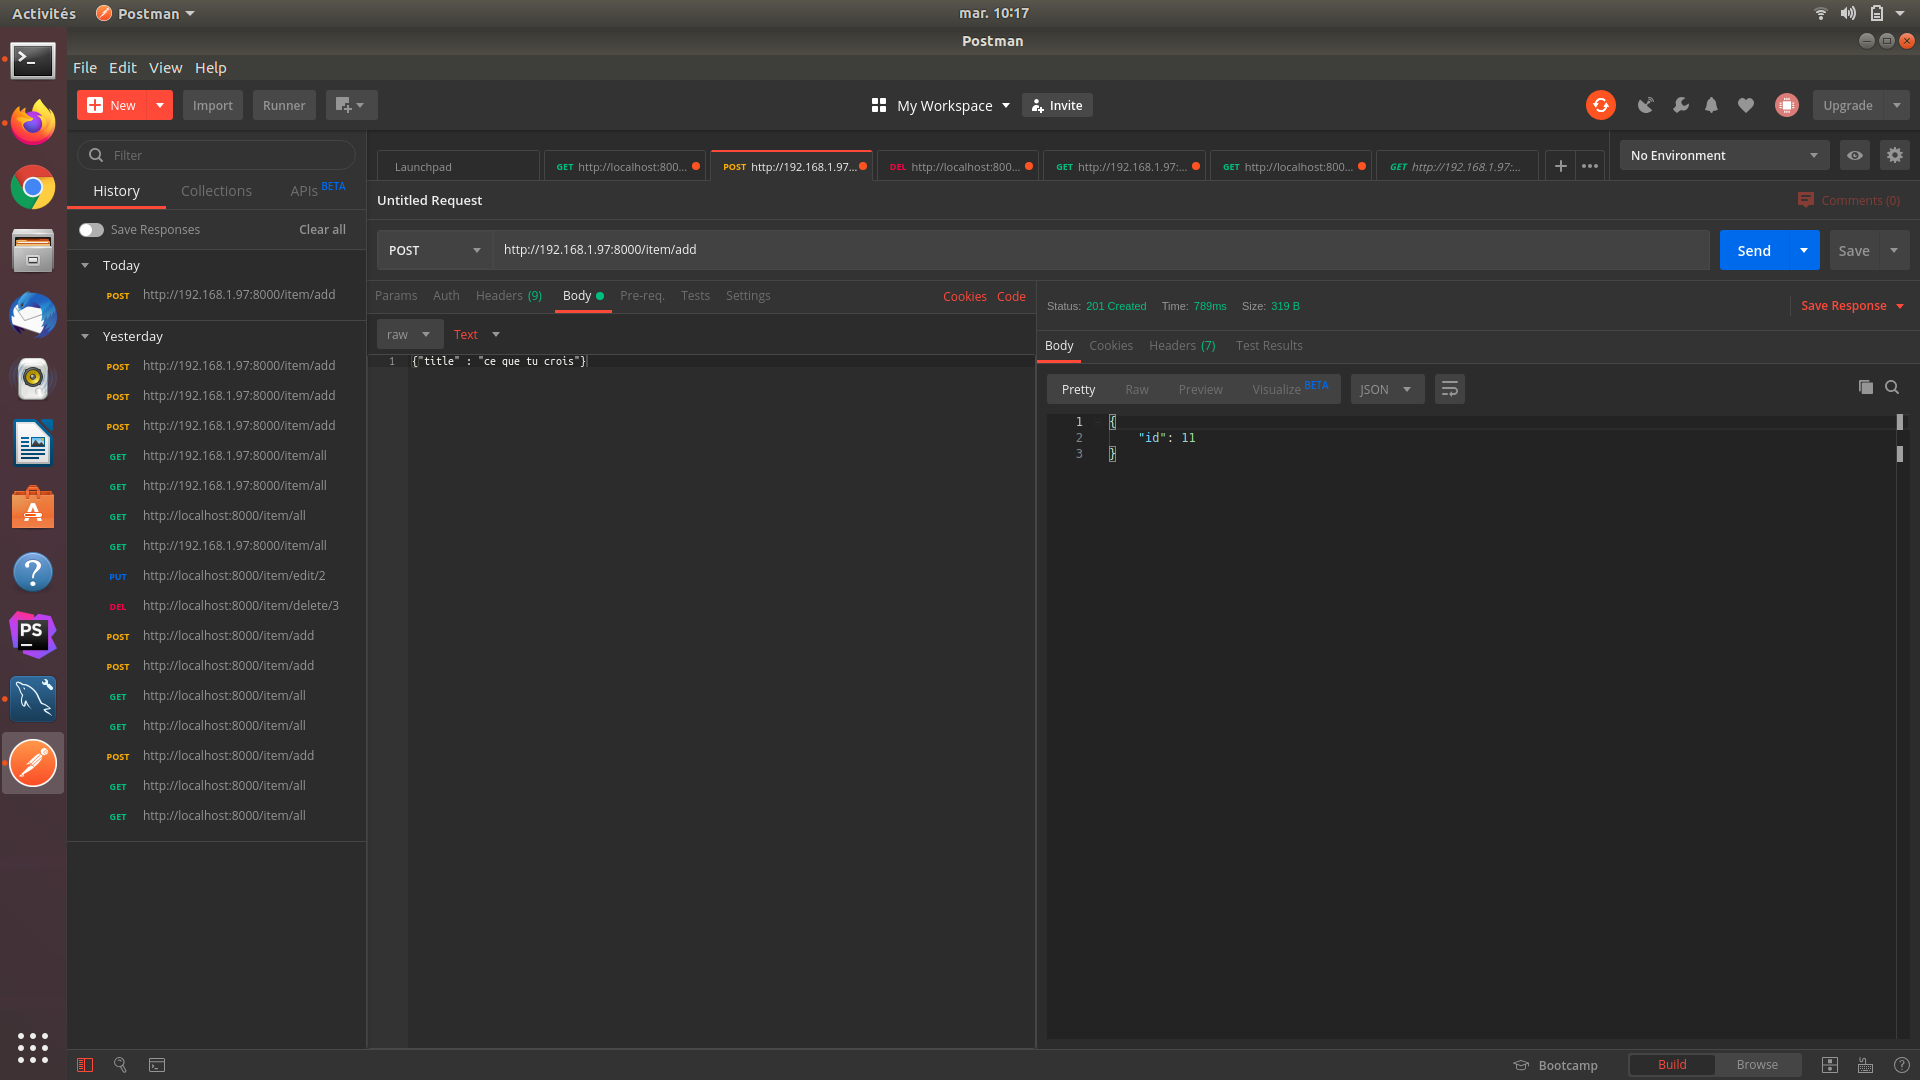 Activités Postman mar. 10:17
Postman
File Edit View Help
New Import Runner My Workspace Invite Upgrade
Filter
History Collections APIs BETA
Save Responses Clear all
Today
POST http://192.168.1.97:8000/item/add
Yesterday
POST http://192.168.1.97:8000/item/add
POST http://192.168.1.97:8000/item/add
POST http://192.168.1.97:8000/item/add
GET http://192.168.1.97:8000/item/all
GET http://192.168.1.97:8000/item/all
GET http://localhost:8000/item/all
GET http://192.168.1.97:8000/item/all
PUT http://localhost:8000/item/edit/2
DEL http://localhost:8000/item/delete/3
POST http://localhost:8000/item/add
POST http://localhost:8000/item/add
GET http://localhost:8000/item/all
GET http://localhost:8000/item/all
POST http://localhost:8000/item/add
GET http://localhost:8000/item/all
GET http://localhost:8000/item/all
Launchpad GET http://localhost:800... POST http://192.168.1.97... DEL http://localhost:800... GET http://192.168.1.97:... GET http://localhost:800... GET http://192.168.1.97:... No Environment
Untitled Request Comments (0)
POST http://192.168.1.97:8000/item/add Send Save
Params Auth Headers (9) Body Pre-req. Tests Settings Cookies Code
raw Text
1 {"title" : "ce que tu crois"}
Status: 201 Created Time: 789ms Size: 319 B Save Response
Body Cookies Headers (7) Test Results
Pretty Raw Preview Visualize BETA JSON
1 {
2 "id": 11
3 }
PS
Bootcamp Build Browse